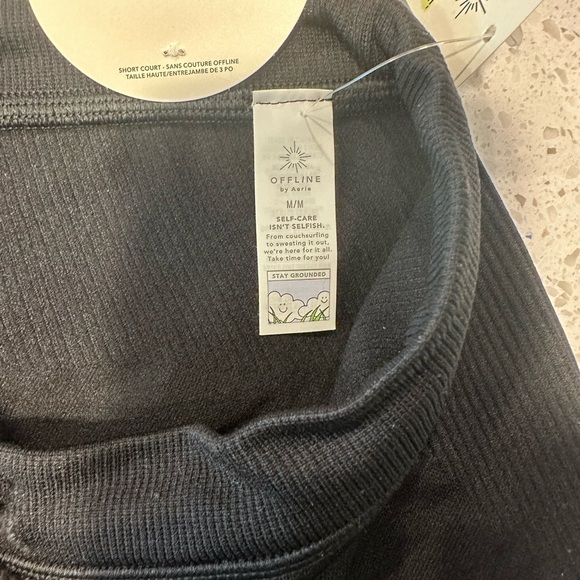 SHORT COURT - SANS COUTURE OFFLINE
TAILLE HAUTE/ENTREJAMBE DE 3 PO
OFFLINE
by Aerie
M/M
SELF-CARE
ISN'T SELFISH.
From couchsurfing
to sweating it out,
we're here for it all.
Take time for you!
STAY GROUNDED